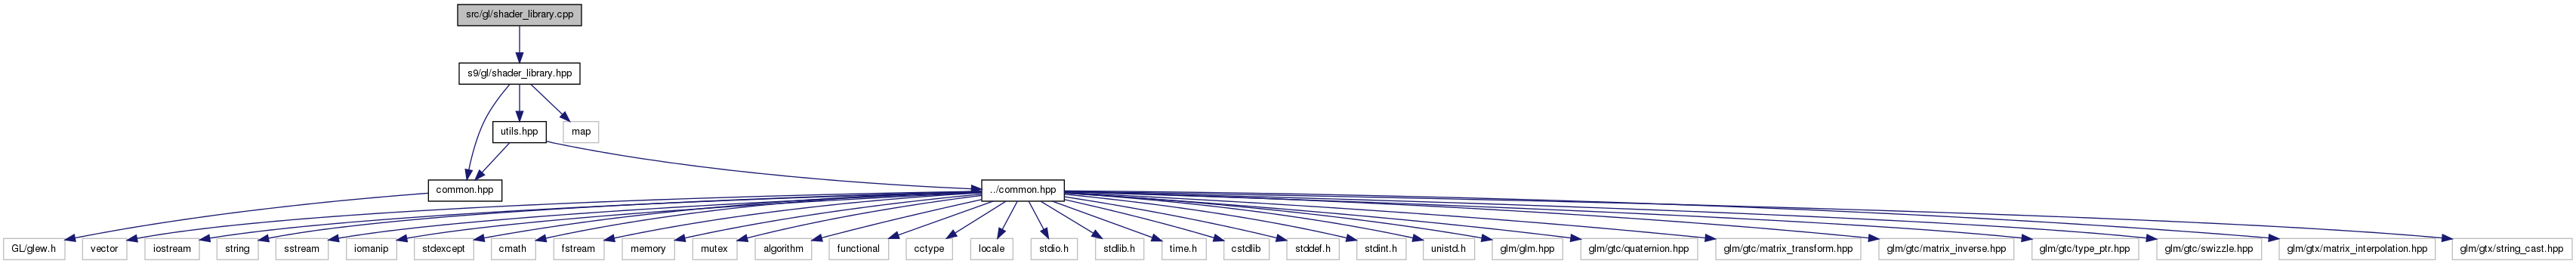 src/gl/shader_library.cpp
s9/gl/shader_library.hpp
utils.hpp
map
common.hpp
../common.hpp
GL/glew.h
vector
iostream
string
sstream
iomanip
stdexcept
cmath
fstream
memory
mutex
algorithm
functional
cctype
locale
stdio.h
stdlib.h
time.h
cstdlib
stddef.h
stdint.h
unistd.h
glm/glm.hpp
glm/gtc/quaternion.hpp
glm/gtc/matrix_transform.hpp
glm/gtc/matrix_inverse.hpp
glm/gtc/type_ptr.hpp
glm/gtc/swizzle.hpp
glm/gtx/matrix_interpolation.hpp
glm/gtx/string_cast.hpp